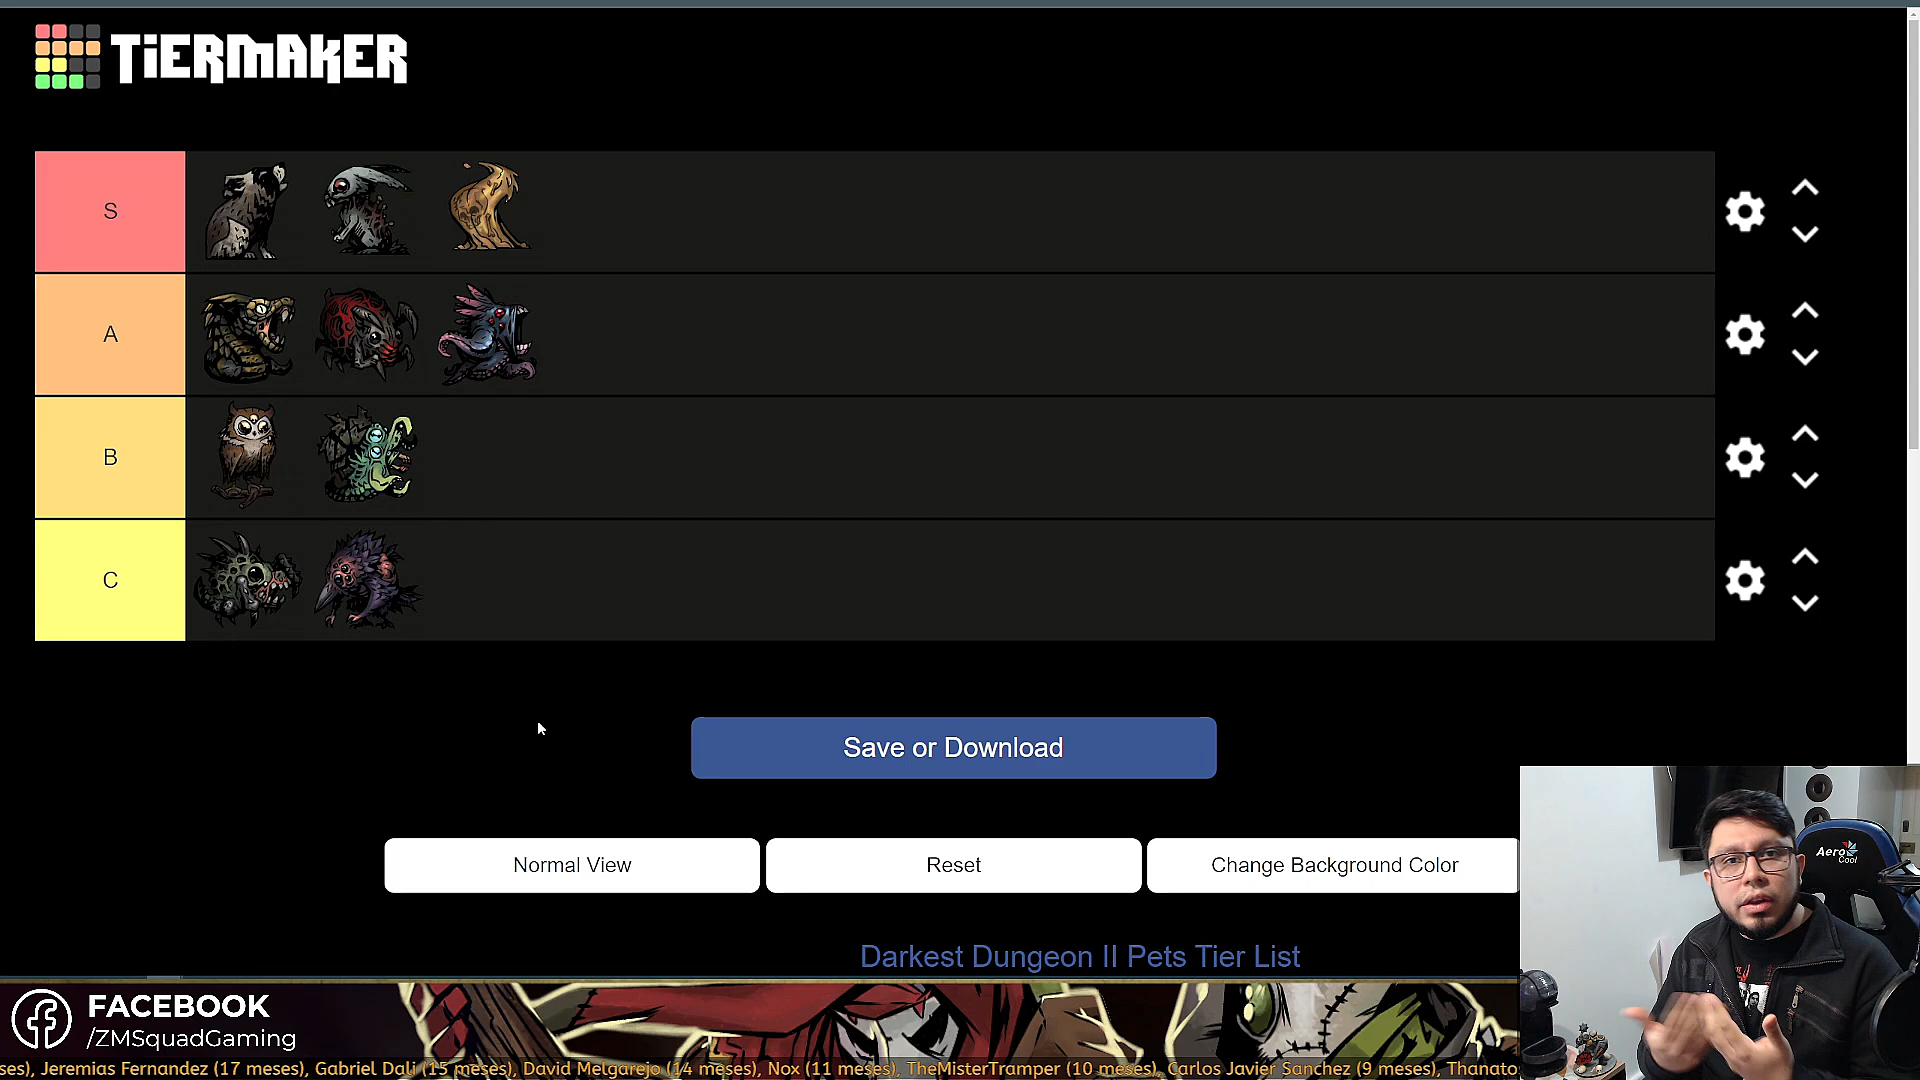 TiERMAKER
S
A
B
C
Save or Download
Normal View
Reset
Change Background Color
Darkest Dungeon II Pets Tier List
Aero
Cool
FACEBOOK
/ZMSquadGaming
ses), Jeremias Fernandez (17 meses), Gabriel Dali (15 meses), David Melgarejo (14 meses), Nox (11 meses), TheMisterTramper (10 meses), Carlos Javier Sanchez (9 meses), Thanato